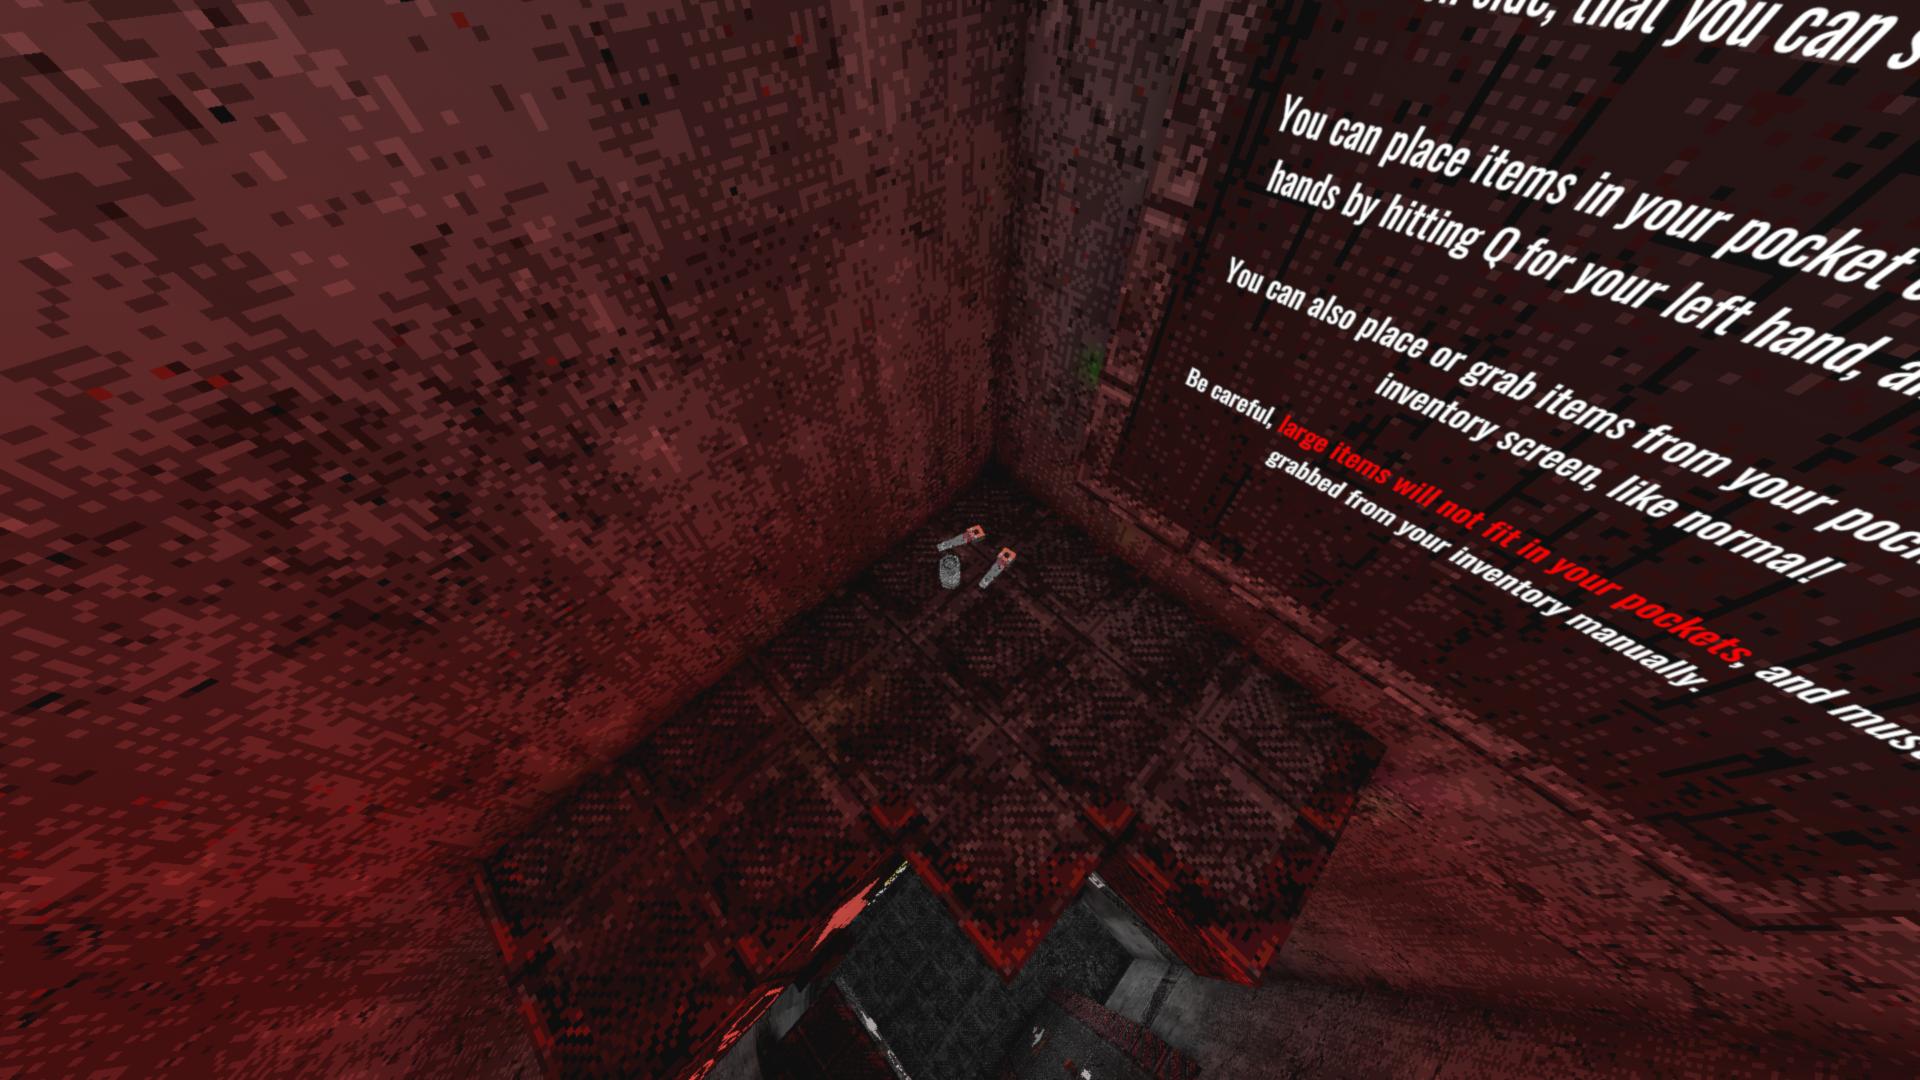 that you can
You can place items in your pocket
hands by hitting Q for your left hand,
You can also place or grab items from your
inventory screen, like normal!
Be careful, large items will not fit in your pockets, and
grabbed from your inventory manually.